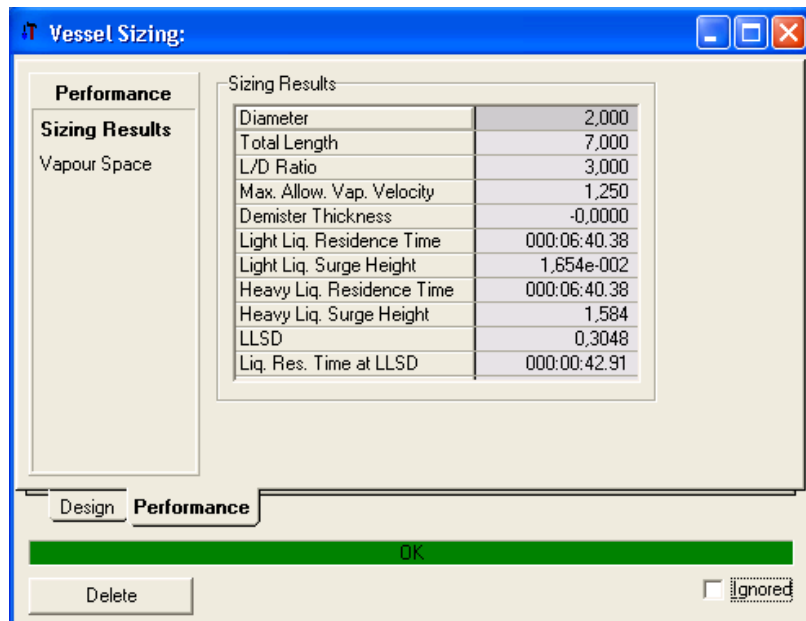 Vessel Sizing:
Performance
Sizing Results
Vapour Space
Sizing Results
Diameter 2,000
Total Length 7,000
L/D Ratio 3,000
Max. Allow. Vap. Velocity 1,250
Demister Thickness -0,0000
Light Liq. Residence Time 000:06:40.38
Light Liq. Surge Height 1,654e-002
Heavy Liq. Residence Time 000:06:40.38
Heavy Liq. Surge Height 1,584
LLSD 0,3048
Liq. Res. Time at LLSD 000:00:42.91
Design Performance
OK
Delete Ignored